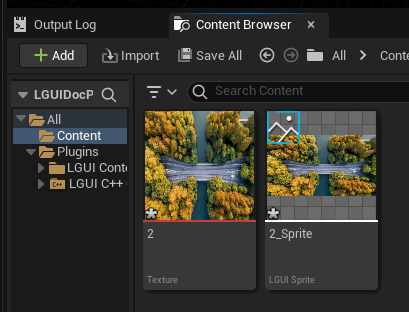 Output Log
Content Browser
Add
Import
Save All
All
Conte
LGUIDocP
Search Content
All
Content
Plugins
LGUI Conte
LGUI C++
2
2_Sprite
Texture
LGUI Sprite